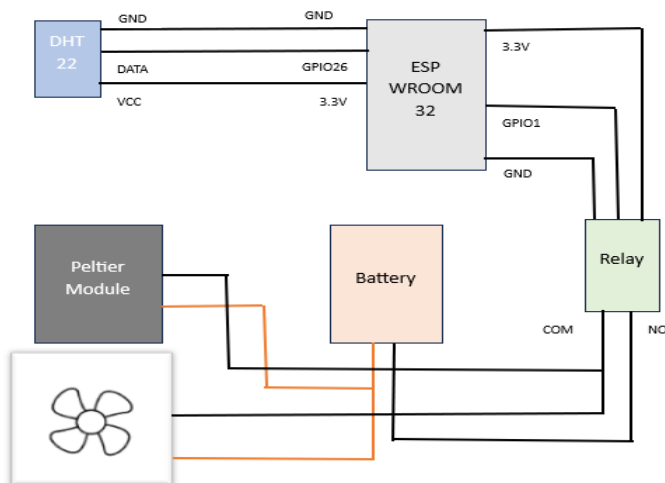 GND
GND
DHT
22
DATA
GPIO26
VCC
3.3V
ESP
WROOM
32
3.3V
GPIO1
GND
Peltier
Module
Battery
Relay
COM